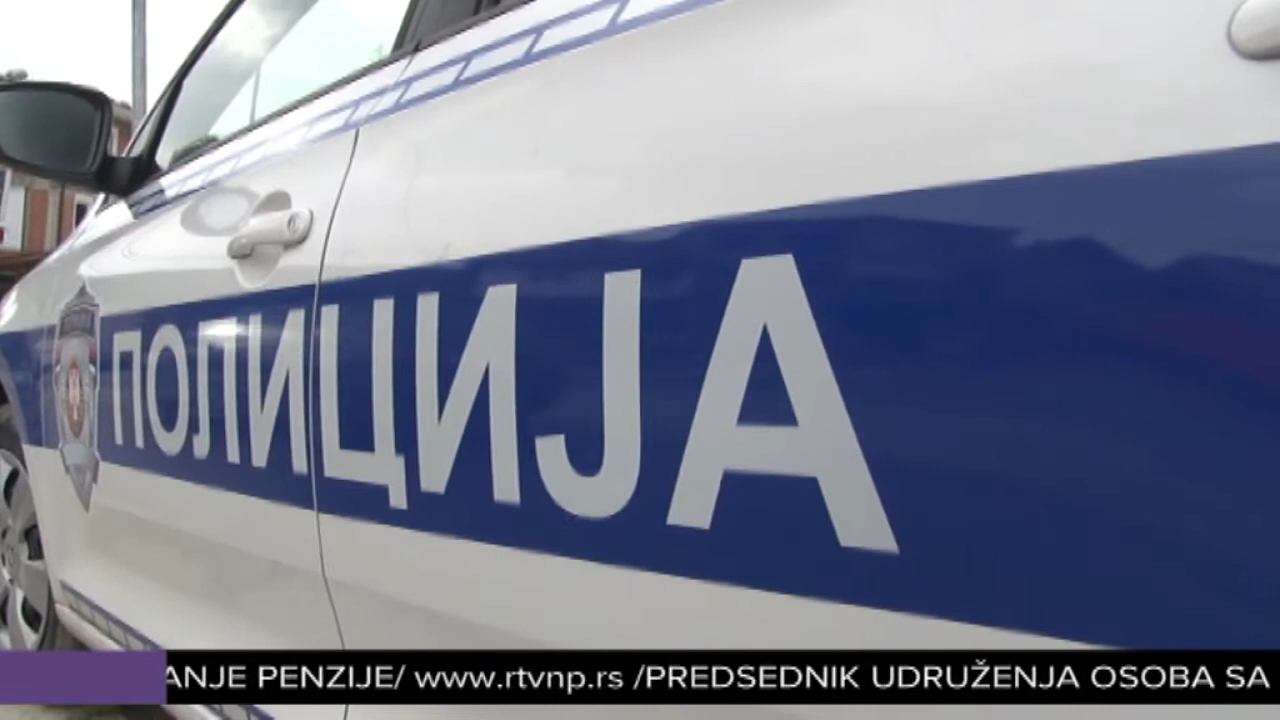 ПОЛИЦИЈА
ANJE PENZIJE/ www.rtvnp.rs /PREDSEDNIK UDRUŽENJA OSOBA SA